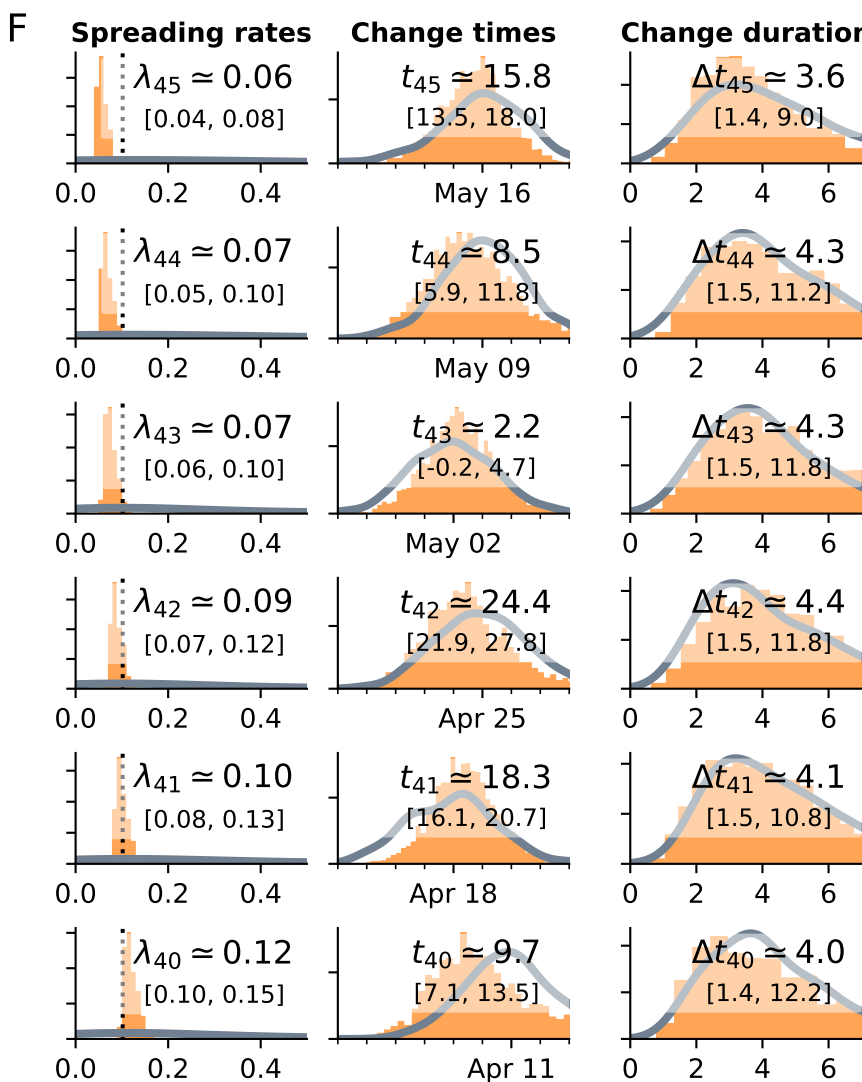 F
Spreading rates Change times Change duration
λ45 ≃ 0.06 t45 ≃ 15.8 Δt45 ≃ 3.6
[0.04, 0.08] [13.5, 18.0] [1.4, 9.0]
0.0 0.2 0.4 May 16 0 2 4 6
λ44 ≃ 0.07 t44 ≃ 8.5 Δt44 ≃ 4.3
[0.05, 0.10] [5.9, 11.8] [1.5, 11.2]
0.0 0.2 0.4 May 09 0 2 4 6
λ43 ≃ 0.07 t43 ≃ 2.2 Δt43 ≃ 4.3
[0.06, 0.10] [-0.2, 4.7] [1.5, 11.8]
0.0 0.2 0.4 May 02 0 2 4 6
λ42 ≃ 0.09 t42 ≃ 24.4 Δt42 ≃ 4.4
[0.07, 0.12] [21.9, 27.8] [1.5, 11.8]
0.0 0.2 0.4 Apr 25 0 2 4 6
λ41 ≃ 0.10 t41 ≃ 18.3 Δt41 ≃ 4.1
[0.08, 0.13] [16.1, 20.7] [1.5, 10.8]
0.0 0.2 0.4 Apr 18 0 2 4 6
λ40 ≃ 0.12 t40 ≃ 9.7 Δt40 ≃ 4.0
[0.10, 0.15] [7.1, 13.5] [1.4, 12.2]
0.0 0.2 0.4 Apr 11 0 2 4 6